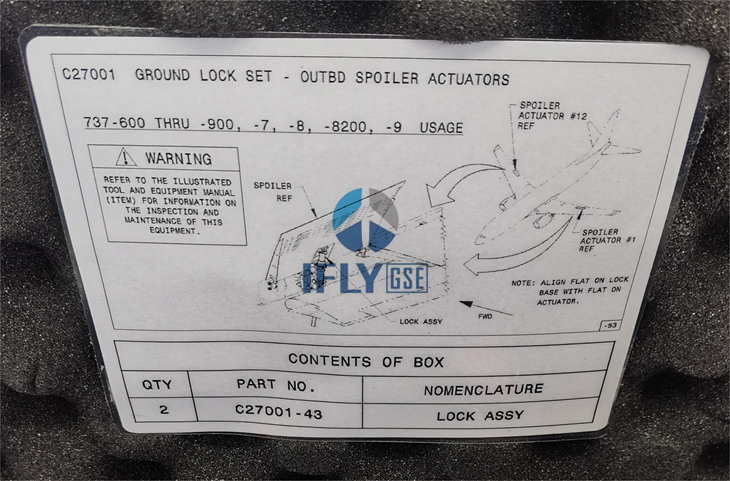 C27001 GROUND LOCK SET - OUTBD SPOILER ACTUATORS
737-600 THRU -900, -7, -8, -8200, -9 USAGE
WARNING
REFER TO THE ILLUSTRATED
TOOL AND EQUIPMENT MANUAL
(ITEM) FOR INFORMATION ON
THE INSPECTION AND
MAINTENANCE OF THIS
EQUIPMENT.
SPOILER
REF
SPOILER
ACTUATOR #12
REF
SPOILER
ACTUATOR #1
REF
IFLY GSE
NOTE: ALIGN FLAT ON LOCK
BASE WITH FLAT ON
ACTUATOR.
LOCK ASSY
FWD
-53
CONTENTS OF BOX
QTY PART NO. NOMENCLATURE
2 C27001-43 LOCK ASSY